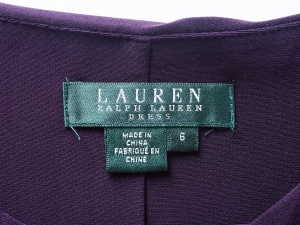 LAUREN
RALPH LAUREN
DRESS
MADE IN
CHINA
FABRIQUÉ EN
CHINE
6